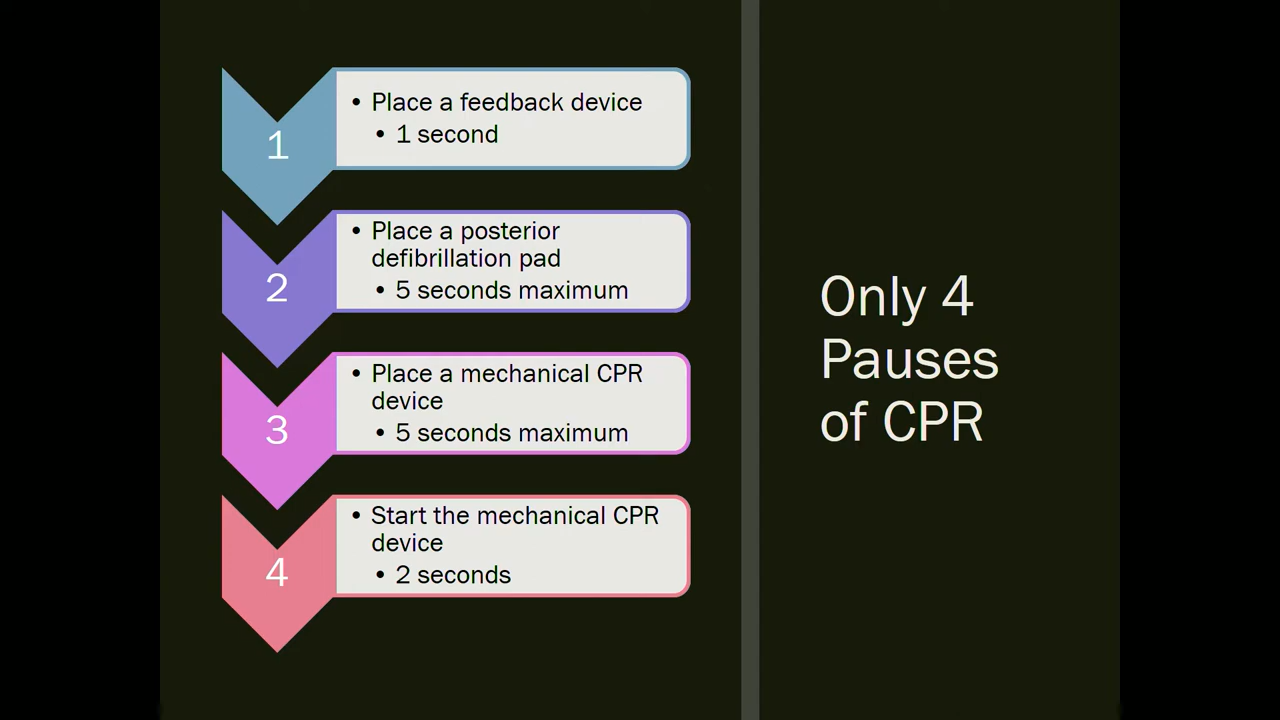 1
• Place a feedback device
• 1 second
2
• Place a posterior
defibrillation pad
• 5 seconds maximum
3
• Place a mechanical CPR
device
• 5 seconds maximum
4
• Start the mechanical CPR
device
• 2 seconds
Only 4
Pauses
of CPR